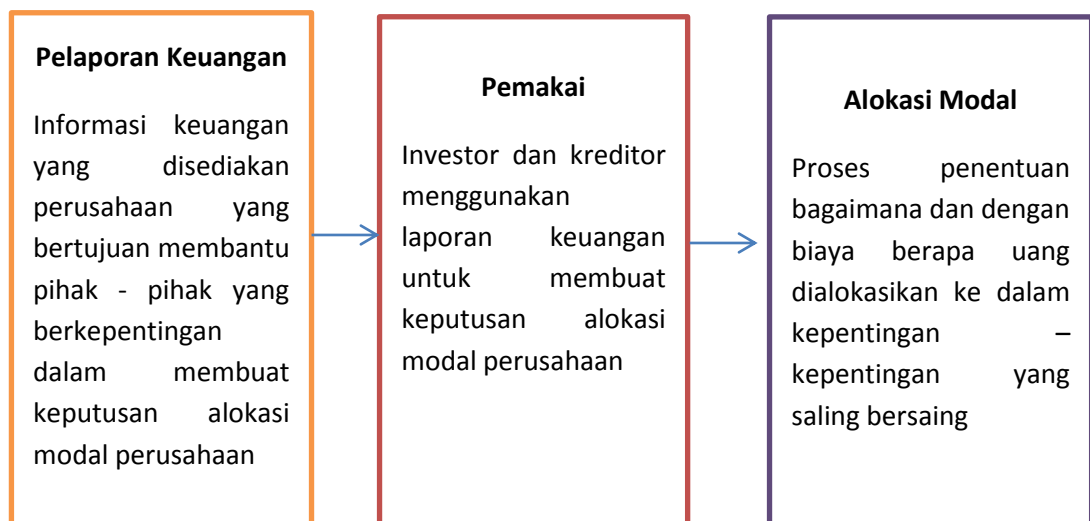 Pelaporan Keuangan
Informasi keuangan
yang disediakan
perusahaan yang
bertujuan membantu
pihak - pihak yang
berkepentingan
dalam membuat
keputusan alokasi
modal perusahaan
Pemakai
Investor dan kreditor
menggunakan
laporan keuangan
untuk membuat
keputusan alokasi
modal perusahaan
Alokasi Modal
Proses penentuan
bagaimana dan dengan
biaya berapa uang
dialokasikan ke dalam
kepentingan –
kepentingan yang
saling bersaing